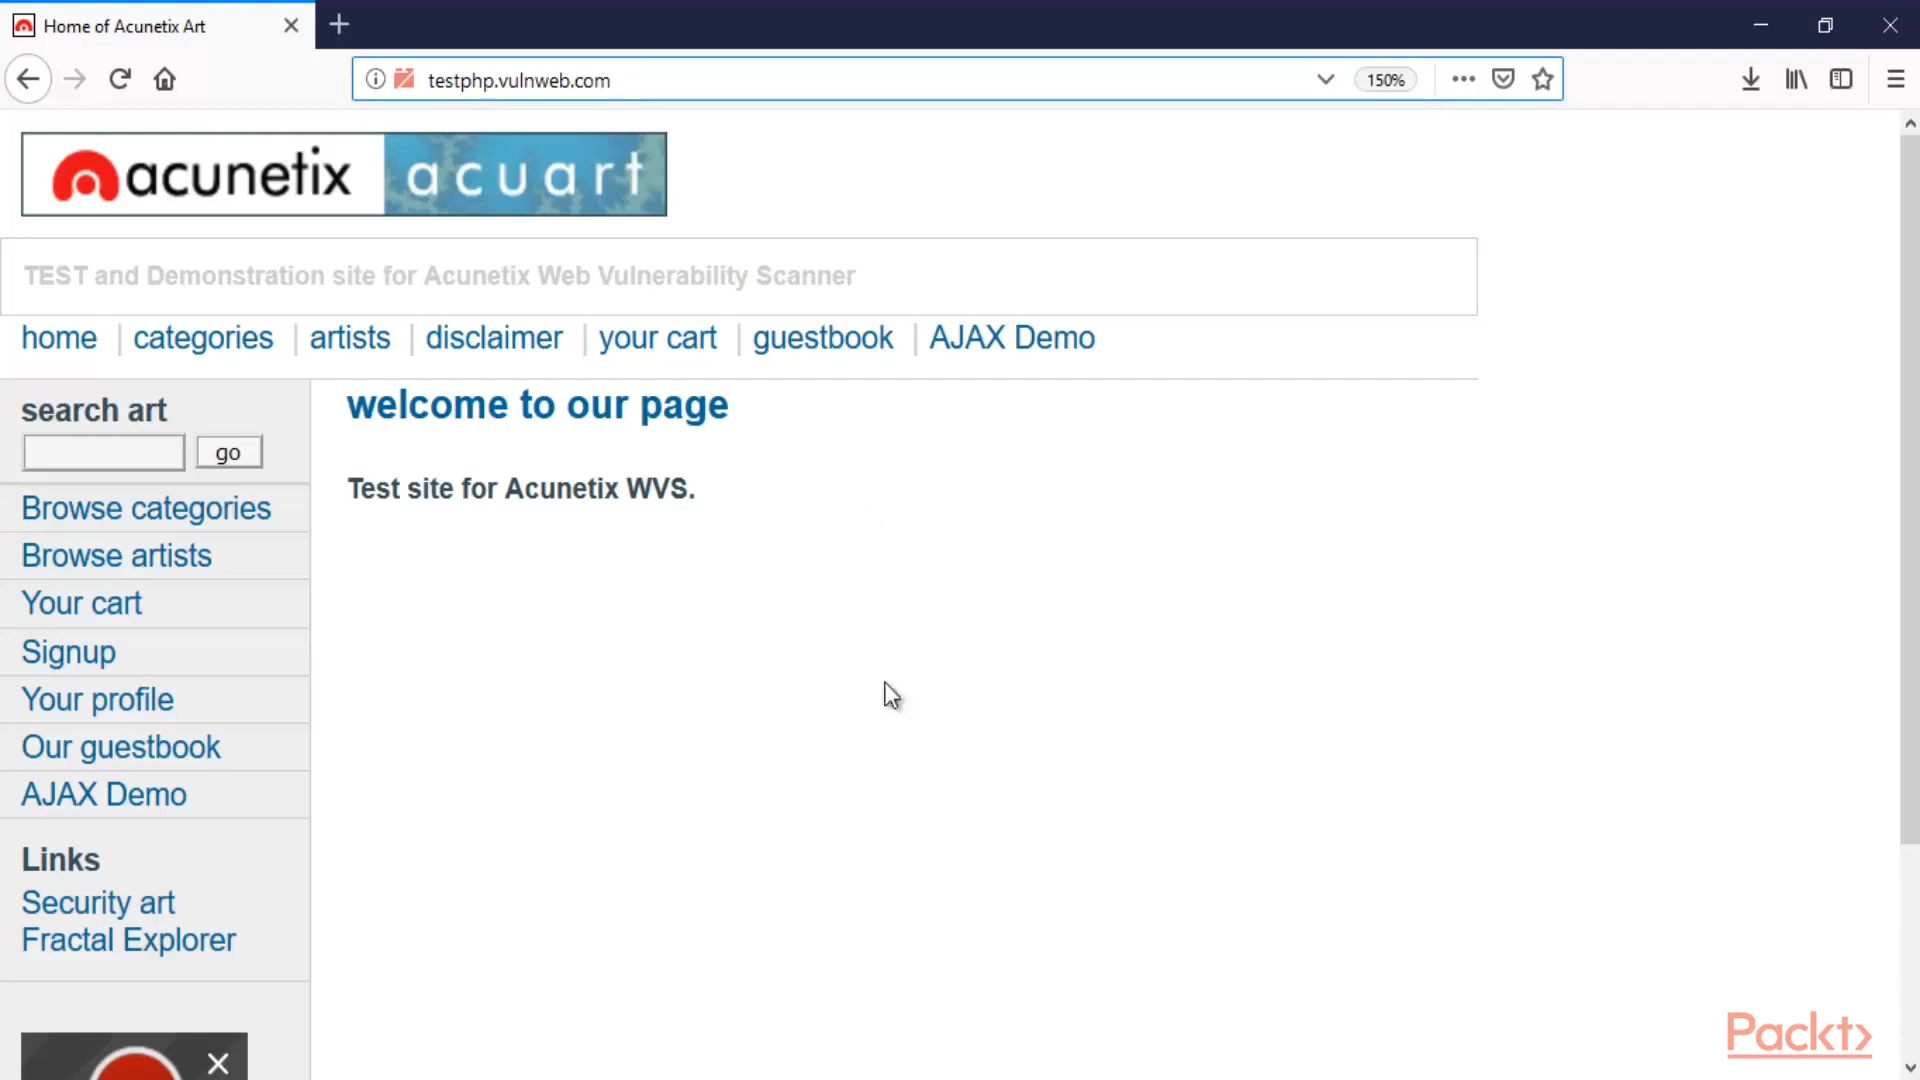 Home of Acunetix Art
testphp.vulnweb.com 150%
acunetix acuart
TEST and Demonstration site for Acunetix Web Vulnerability Scanner
home categories artists disclaimer your cart guestbook AJAX Demo
search art
go
welcome to our page
Test site for Acunetix WVS.
Browse categories
Browse artists
Your cart
Signup
Your profile
Our guestbook
AJAX Demo
Links
Security art
Fractal Explorer
Packt